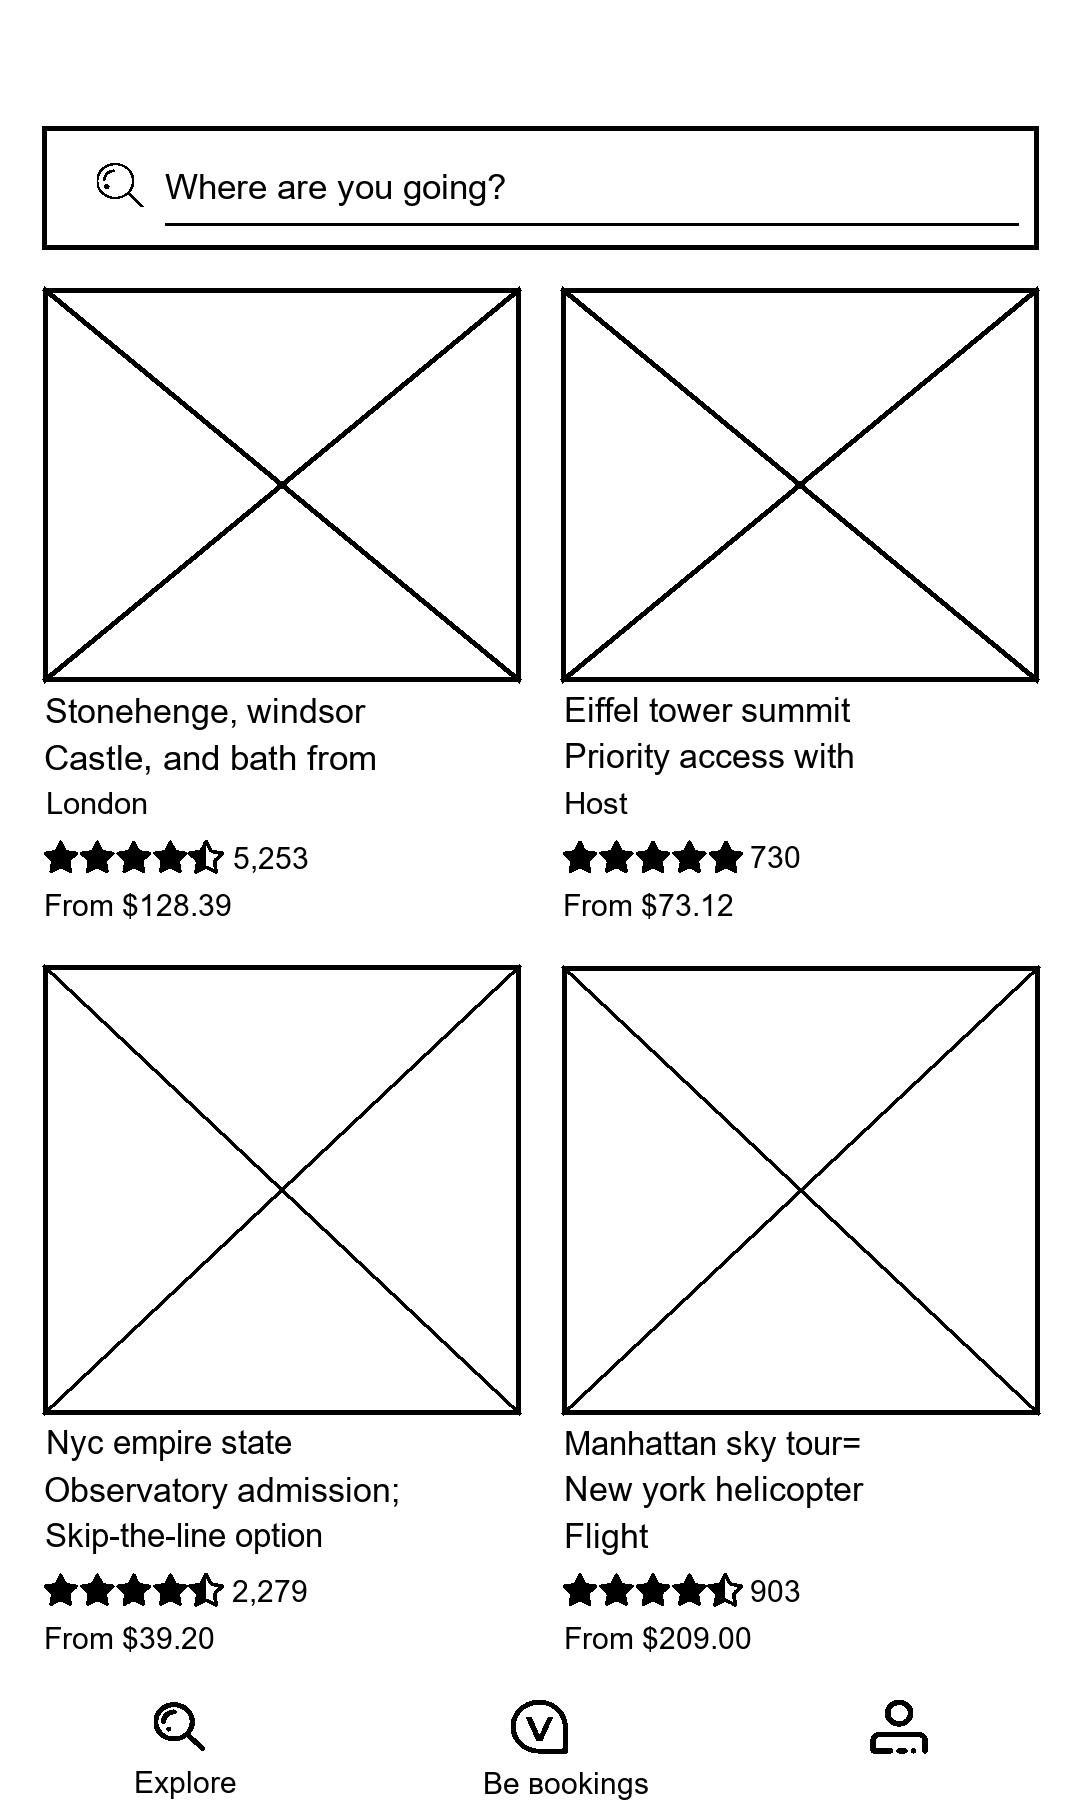 Where are you going?
Stonehenge, windsor
Castle, and bath from
London
5,253
From $128.39
Eiffel tower summit
Priority access with
Host
730
From $73.12
Nyc empire state
Observatory admission;
Skip-the-line option
2,279
From $39.20
Manhattan sky tour=
New york helicopter
Flight
903
From $209.00
Explore
V
Be вookings